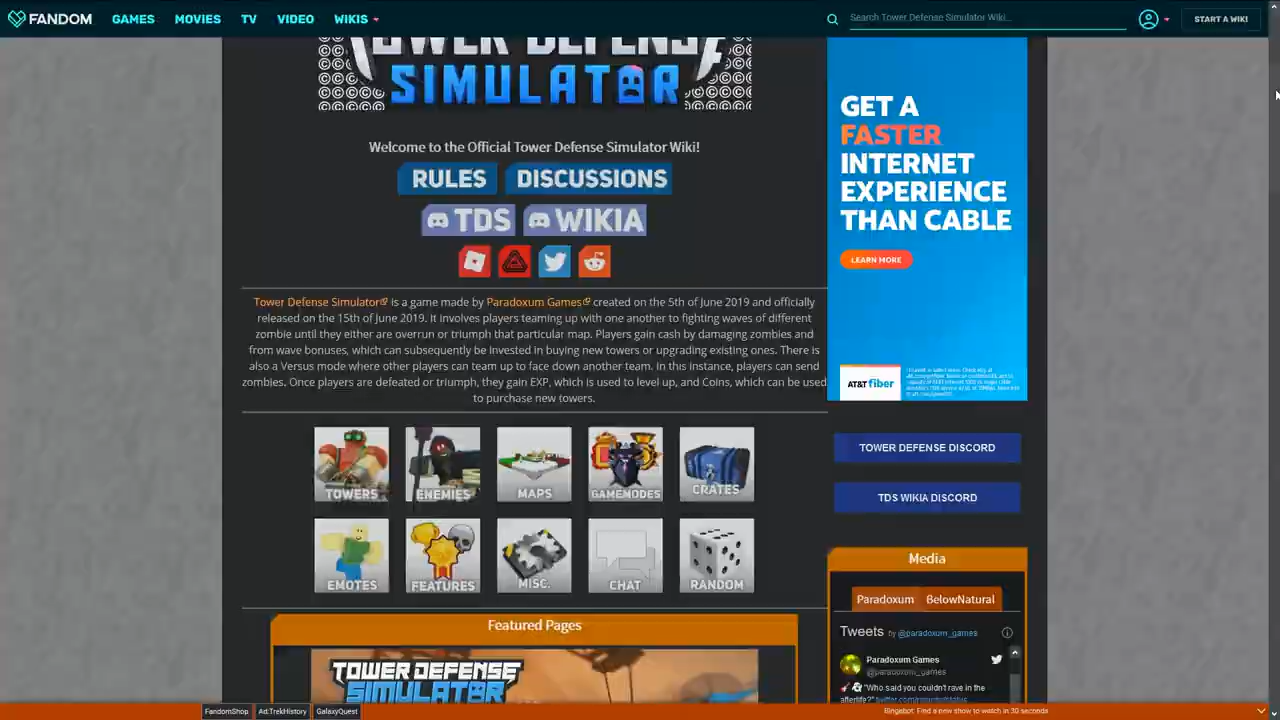 FANDOM GAMES MOVIES TV VIDEO WIKIS Search Tower Defense Simulator Wiki... START A WIKI
TOWER DEFENSE
SIMULATOR
Welcome to the Official Tower Defense Simulator Wiki!
RULES DISCUSSIONS
TDS WIKIA
Tower Defense Simulator is a game made by Paradoxum Games created on the 5th of June 2019 and officially
released on the 15th of June 2019. It involves players teaming up with one another to fighting waves of different
zombie until they either are overrun or triumph that particular map. Players gain cash by damaging zombies and
from wave bonuses, which can subsequently be invested in buying new towers or upgrading existing ones. There is
also a Versus mode where other players can team up to face down another team. In this instance, players can send
zombies. Once players are defeated or triumph, they gain EXP, which is used to level up, and Coins, which can be used
to purchase new towers.
TOWERS ENEMIES MAPS GAMEMODES CRATES
EMOTES FEATURES MISC. CHAT RANDOM
Featured Pages
TOWER DEFENSE
SIMULATOR
GET A
FASTER
INTERNET
EXPERIENCE
THAN CABLE
LEARN MORE
AT&T fiber
TOWER DEFENSE DISCORD
TDS WIKIA DISCORD
Media
Paradoxum BelowNatural
Tweets by @paradoxum_games
Paradoxum Games
@paradoxum_games
"Who said you couldn't rave in the
afterlife?"
FandomShop Ad:TrekHistory GalaxyQuest Bingebot: Find a new show to watch in 30 seconds